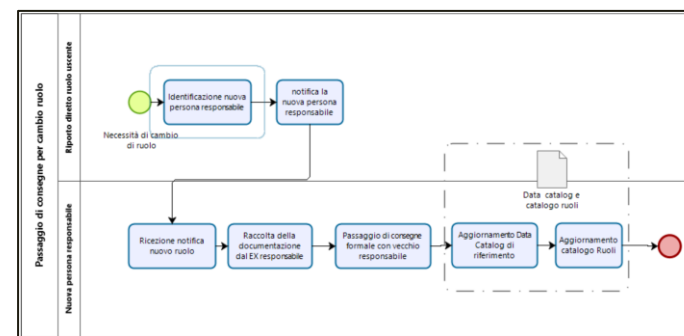 Passaggio di consegne per cambio ruolo
Riporto diretto ruolo uscente
Identificazione nuova
persona responsabile
notifica la
nuova persona
responsabile
Necessità di cambio
di ruolo
Data catalog e
catalogo ruoli
Nuova persona responsabile
Ricezione notifica
nuovo ruolo
Raccolta della
documentazione
dal EX responsabile
Passaggio di consegne
formale con vecchio
responsabile
Aggiornamento Data
Catalog di
riferimento
Aggiornamento
catalogo Ruoli